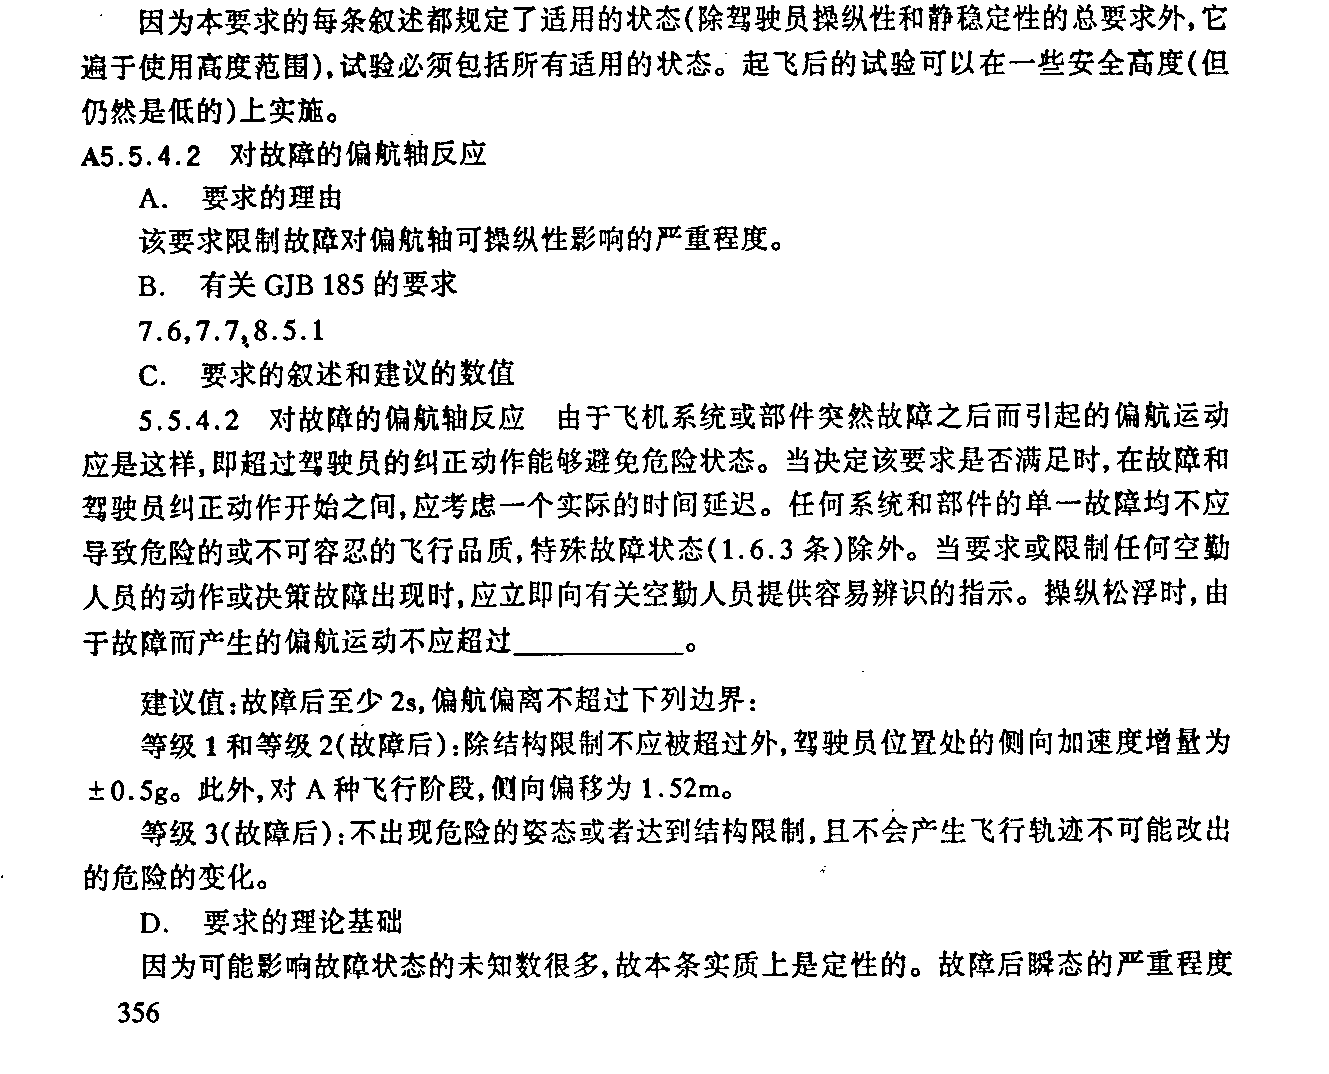 因为本要求的每条叙述都规定了适用的状态(除驾驶员操纵性和静稳定性的总要求外,它
遍于使用高度范围),试验必须包括所有适用的状态。起飞后的试验可以在一些安全高度(但
仍然是低的)上实施。
A5.5.4.2 对故障的偏航轴反应
A. 要求的理由
该要求限制故障对偏航轴可操纵性影响的严重程度。
B. 有关 GJB 185 的要求
7.6,7.7,8.5.1
C. 要求的叙述和建议的数值
5.5.4.2 对故障的偏航轴反应 由于飞机系统或部件突然故障之后而引起的偏航运动
应是这样,即超过驾驶员的纠正动作能够避免危险状态。当决定该要求是否满足时,在故障和
驾驶员纠正动作开始之间,应考虑一个实际的时间延迟。任何系统和部件的单一故障均不应
导致危险的或不可容忍的飞行品质,特殊故障状态(1.6.3 条)除外。当要求或限制任何空勤
人员的动作或决策故障出现时,应立即向有关空勤人员提供容易辨识的指示。操纵松浮时,由
于故障而产生的偏航运动不应超过____________。
建议值:故障后至少 2s,偏航偏离不超过下列边界:
等级 1 和等级 2(故障后):除结构限制不应被超过外,驾驶员位置处的侧向加速度增量为
±0.5g。此外,对 A 种飞行阶段,侧向偏移为 1.52m。
等级 3(故障后):不出现危险的姿态或者达到结构限制,且不会产生飞行轨迹不可能改出
的危险的变化。
D. 要求的理论基础
因为可能影响故障状态的未知数很多,故本条实质上是定性的。故障后瞬态的严重程度
356